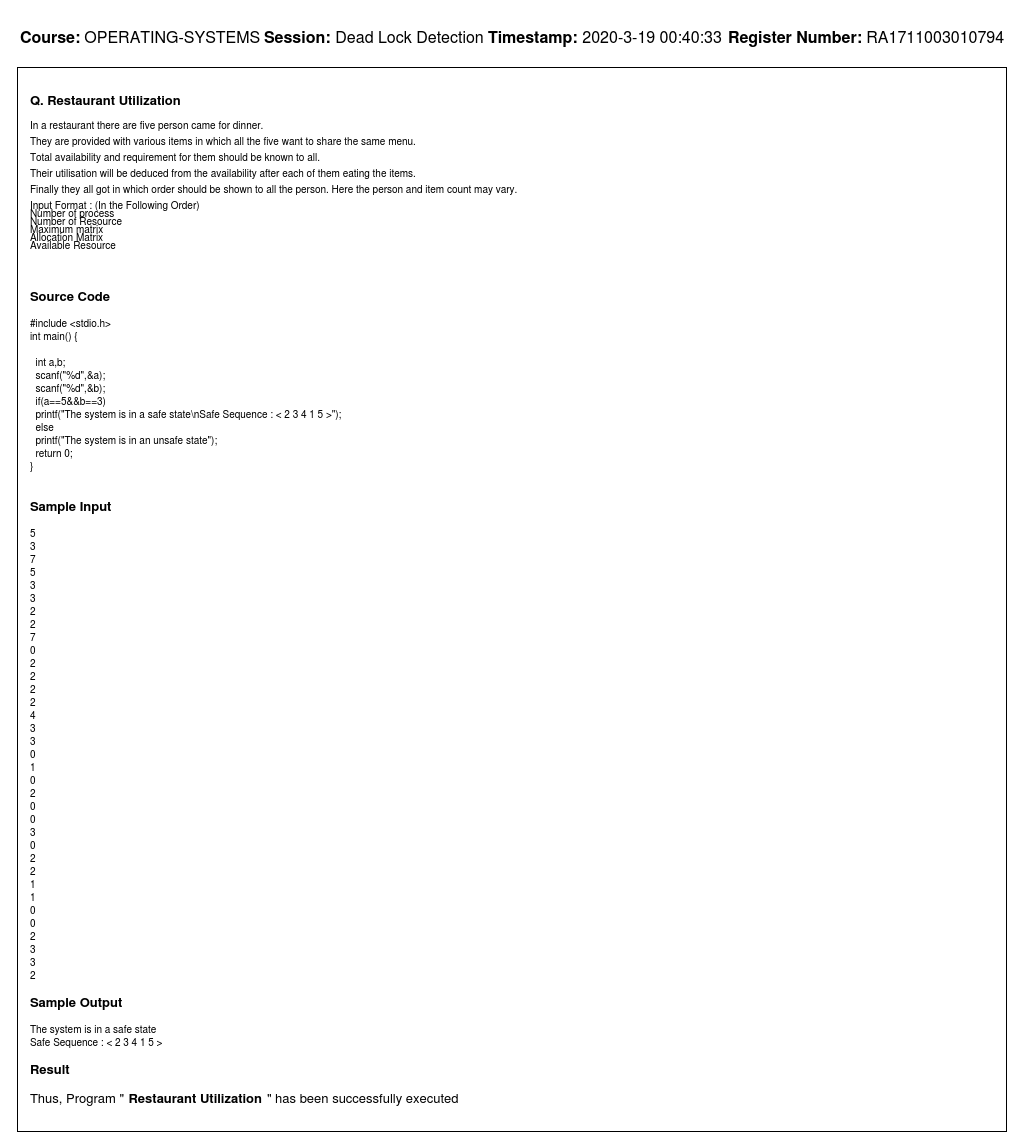 Course: OPERATING-SYSTEMS Session: Dead Lock Detection Timestamp: 2020-3-19 00:40:33 Register Number: RA1711003010794
Q. Restaurant Utilization
In a restaurant there are five person came for dinner.
They are provided with various items in which all the five want to share the same menu.
Total availability and requirement for them should be known to all.
Their utilisation will be deduced from the availability after each of them eating the items.
Finally they all got in which order should be shown to all the person. Here the person and item count may vary.
Input Format : (In the Following Order)
Number of process
Number of Resource
Maximum matrix
Allocation Matrix
Available Resource
Source Code
#include <stdio.h>
int main() {
int a,b;
scanf("%d",&a);
scanf("%d",&b);
if(a==5&&b==3)
printf("The system is in a safe state\nSafe Sequence : < 2 3 4 1 5 >");
else
printf("The system is in an unsafe state");
return 0;
}
Sample Input
5
3
7
5
3
3
2
2
7
0
2
2
2
2
4
3
3
0
1
0
2
0
0
3
0
2
2
1
1
0
0
2
3
3
2
Sample Output
The system is in a safe state
Safe Sequence : < 2 3 4 1 5 >
Result
Thus, Program " Restaurant Utilization " has been successfully executed